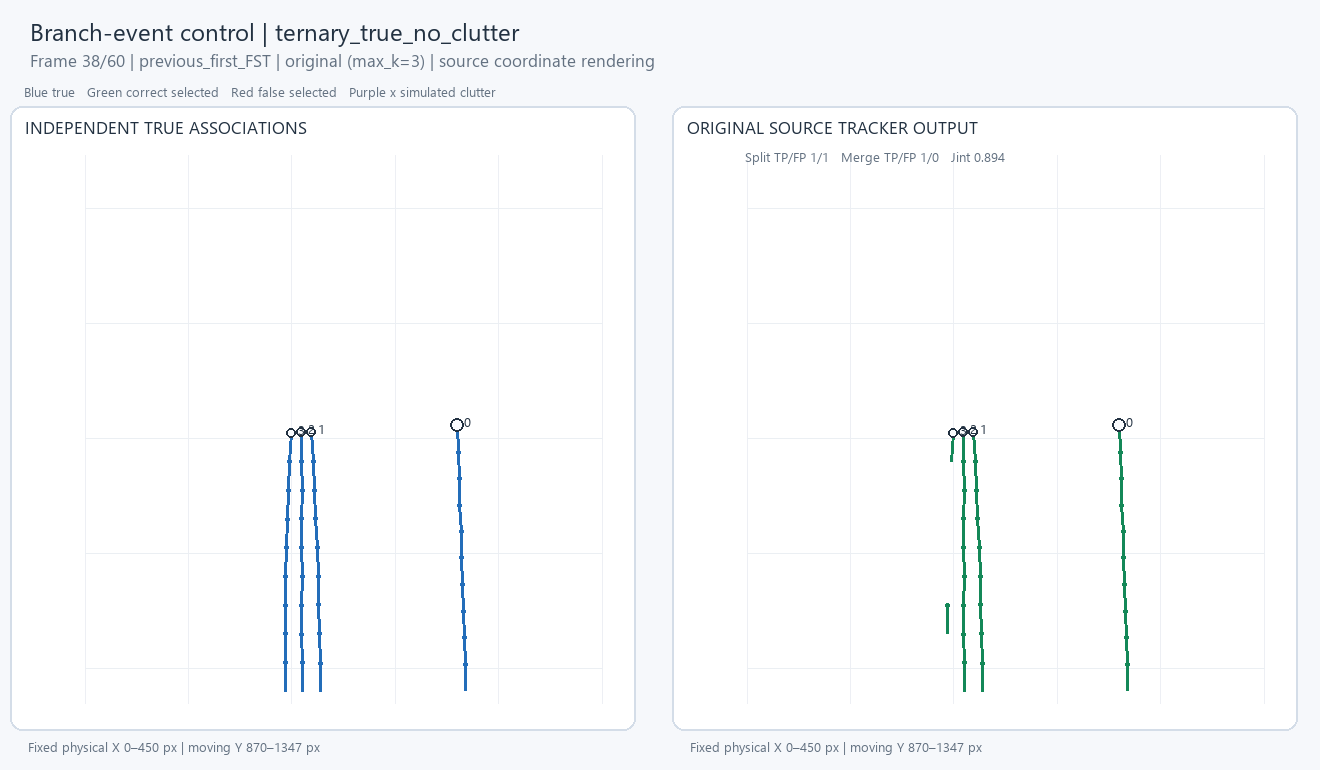 Branch-event control | ternary_true_no_clutter
Frame 38/60 | previous_first_FST | original (max_k=3) | source coordinate rendering
Blue true Green correct selected Red false selected Purple x simulated clutter
INDEPENDENT TRUE ASSOCIATIONS
1
0
Fixed physical X 0–450 px | moving Y 870–1347 px
ORIGINAL SOURCE TRACKER OUTPUT
Split TP/FP 1/1 Merge TP/FP 1/0 Jint 0.894
1
0
Fixed physical X 0–450 px | moving Y 870–1347 px